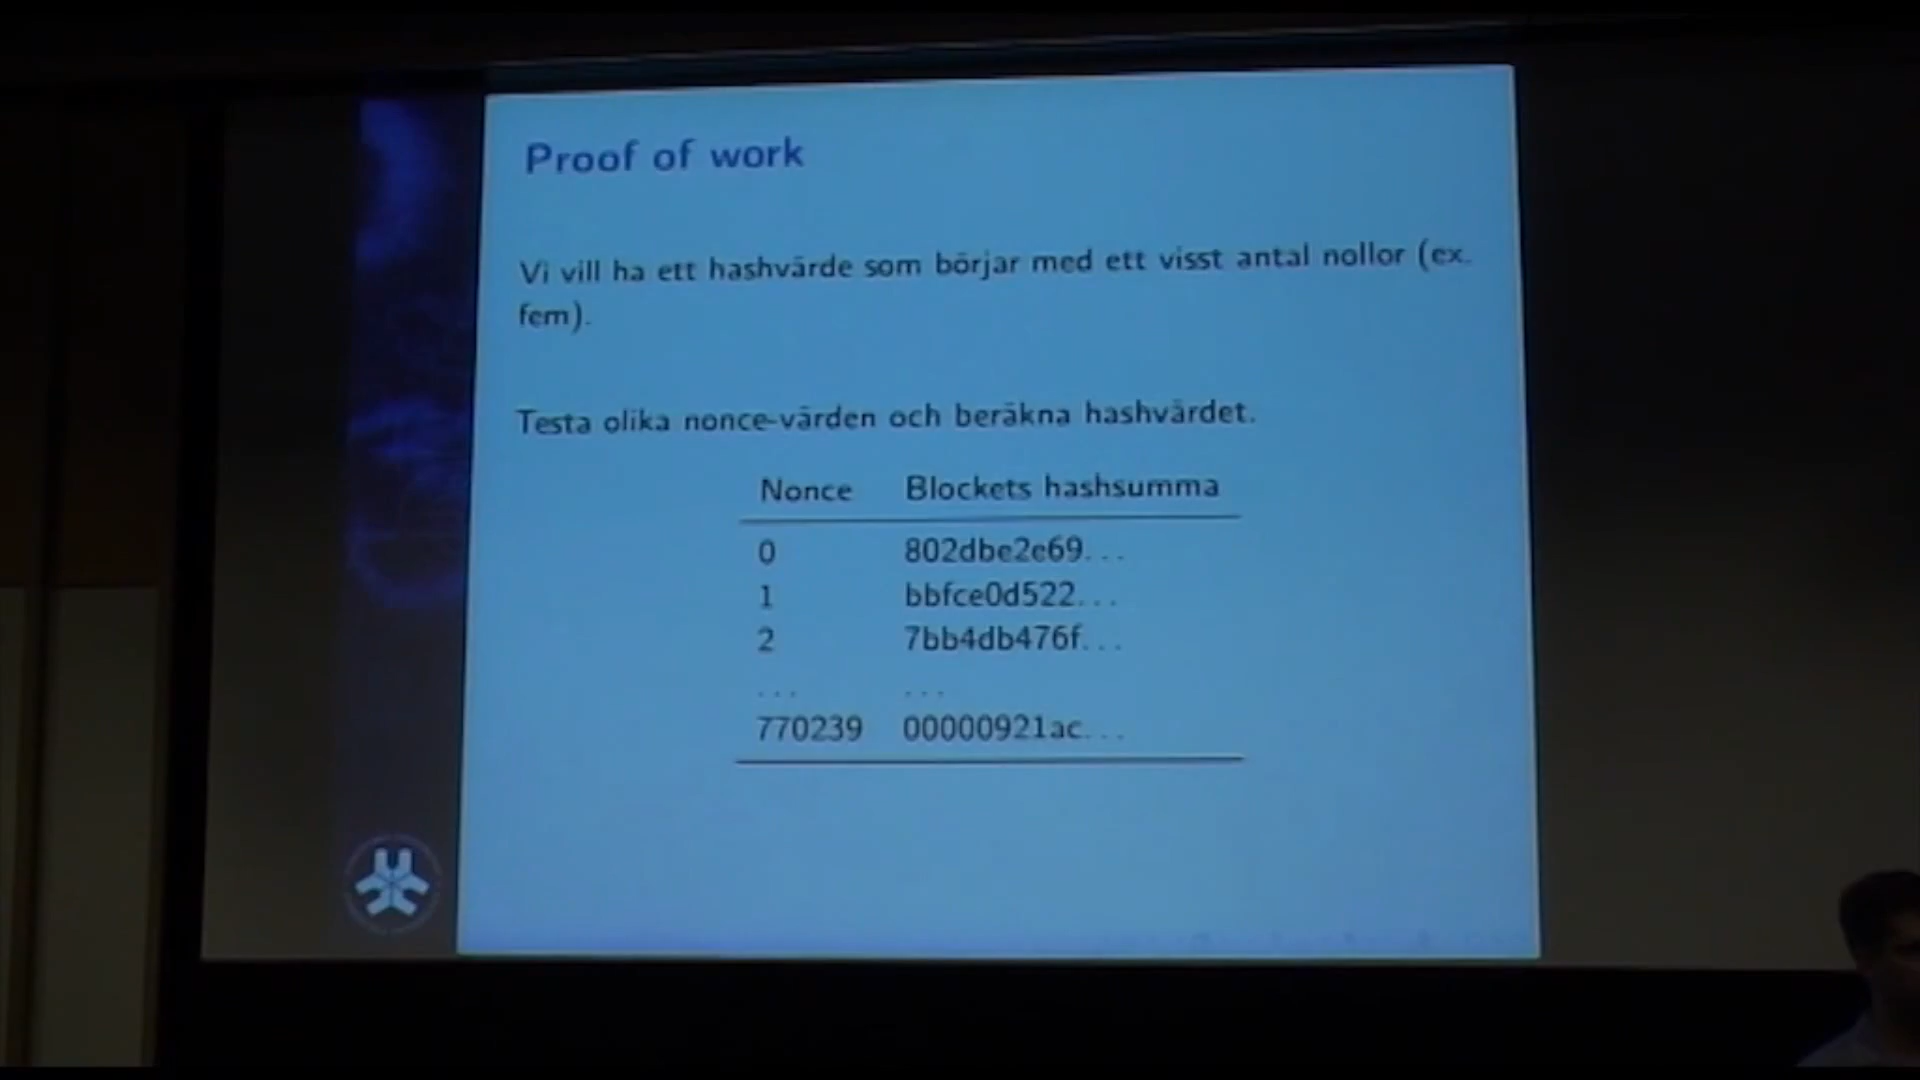 Proof of work
Vi vill ha ett hashvärde som börjar med ett visst antal nollor (ex.
fem).
Testa olika nonce-värden och beräkna hashvärdet.
Nonce Blockets hashsumma
0 802dbe2e69...
1 bbfce0d522...
2 7bb4db476f...
... ...
770239 00000921ac...